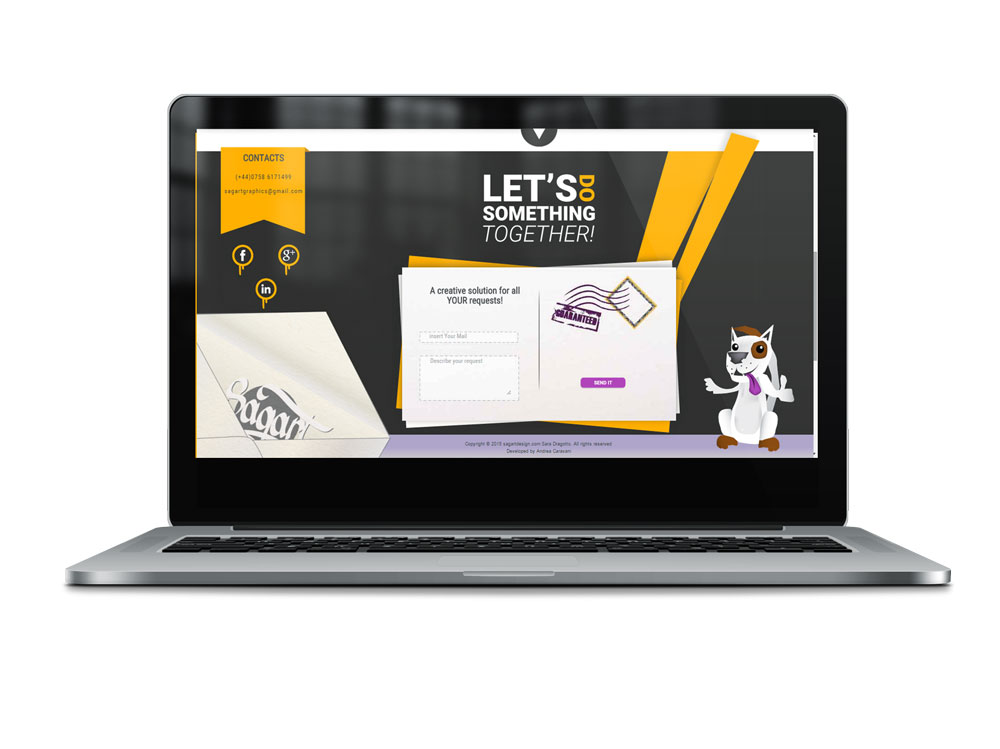 CONTACTS
(+44)0758 6171499
sagartgraphics@gmail.com
f
g+
in
LET'S DO
SOMETHING
TOGETHER!
A creative solution for all
YOUR requests!
Insert Your Mail
Describe your request
GUARANTEED
SEND IT
Sagart
Copyright © 2015 sagartdesign.com Sara Diagotto. All rights reserved
Developed by Andrea Caravani